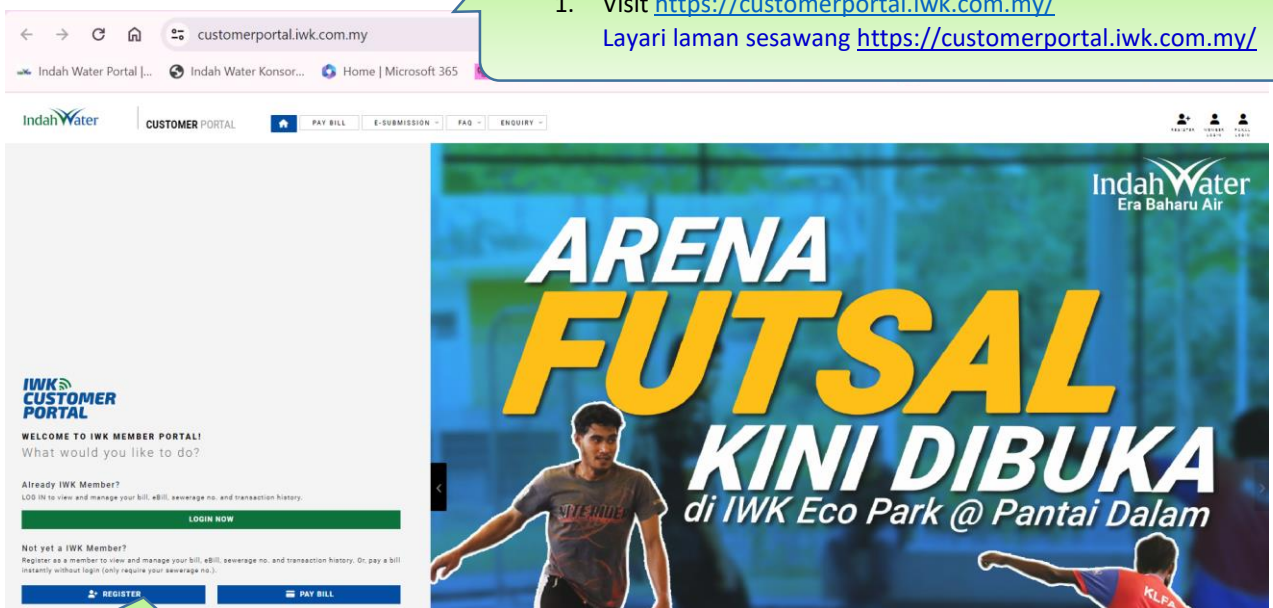 1. Visit https://customerportal.iwk.com.my/
Layari laman sesawang https://customerportal.iwk.com.my/
customerportal.iwk.com.my
Indah Water Portal |...
Indah Water Konsor...
Home | Microsoft 365
IndahWater
CUSTOMER PORTAL
PAY BILL
E-SUBMISSION
FAQ
ENQUIRY
REGISTER
MEMBER LOGIN
IndahWater
Era Baharu Air
ARENA
FUTSAL
KINI DIBUKA
di IWK Eco Park @ Pantai Dalam
IWK
CUSTOMER
PORTAL
WELCOME TO IWK MEMBER PORTAL!
What would you like to do?
Already IWK Member?
LOG IN to view and manage your bill, eBill, sewerage no. and transaction history.
LOGIN NOW
Not yet a IWK Member?
Register as a member to view and manage your bill, eBill, sewerage no. and transaction history. Or, pay a bill
instantly without login (only require your sewerage no.).
REGISTER
PAY BILL